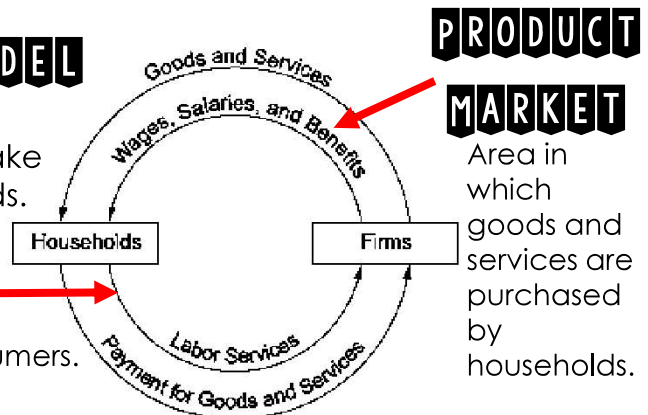 DEL
PRODUCT
MARKET
Goods and Services
Wages, Salaries, and Benefits
ds.
Households
Firms
Area in
which
goods and
services are
purchased
by
households.
Labor Services
Payment for Goods and Services
umers.